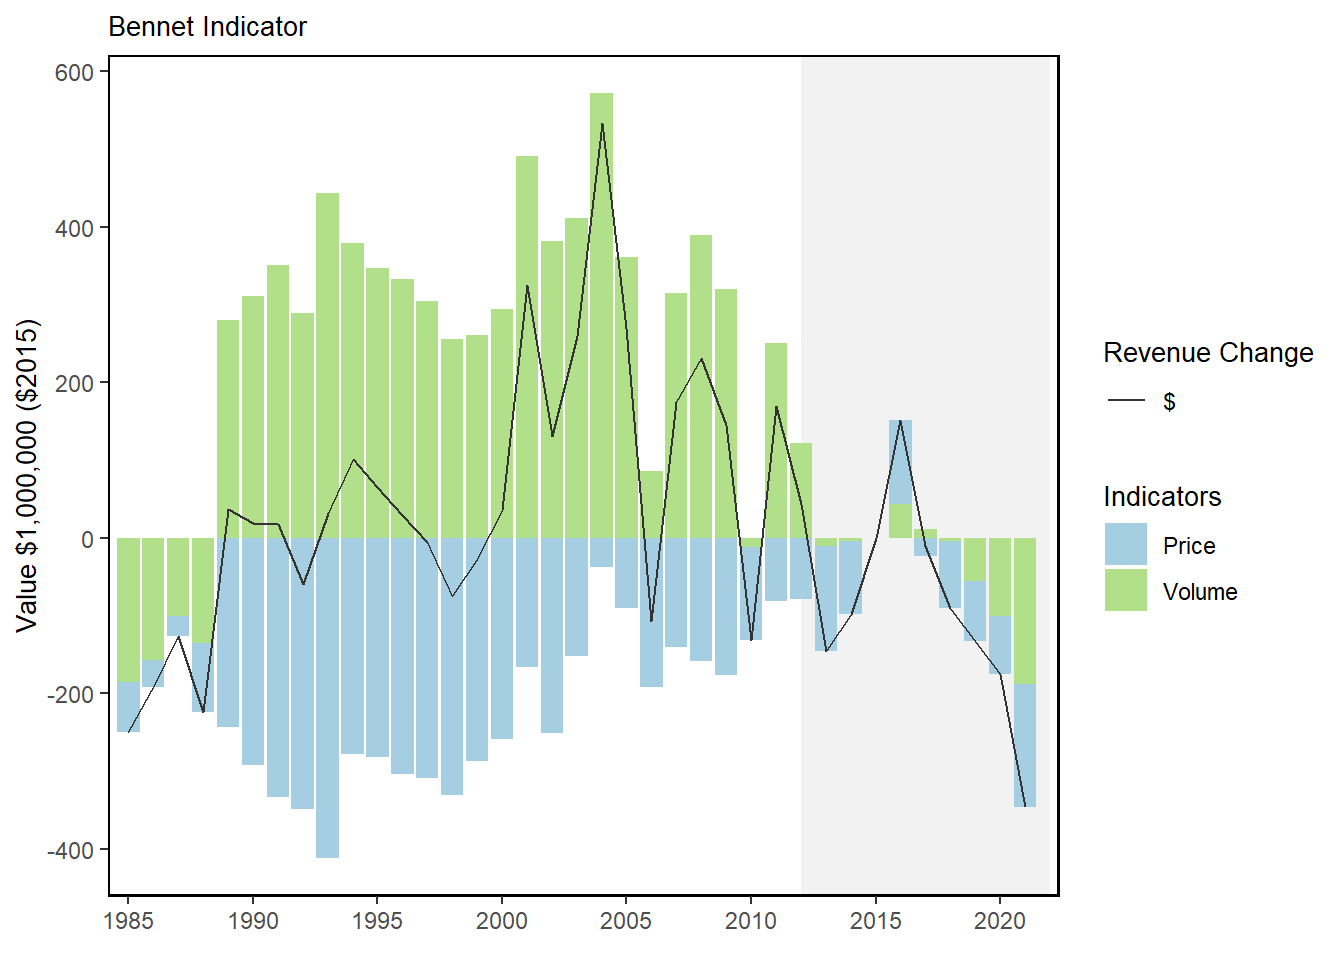 Bennet Indicator
Value $1,000,000 ($2015)
600
400
200
0
-200
-400
1985
1990
1995
2000
2005
2010
2015
2020
Revenue Change
$
Indicators
Price
Volume